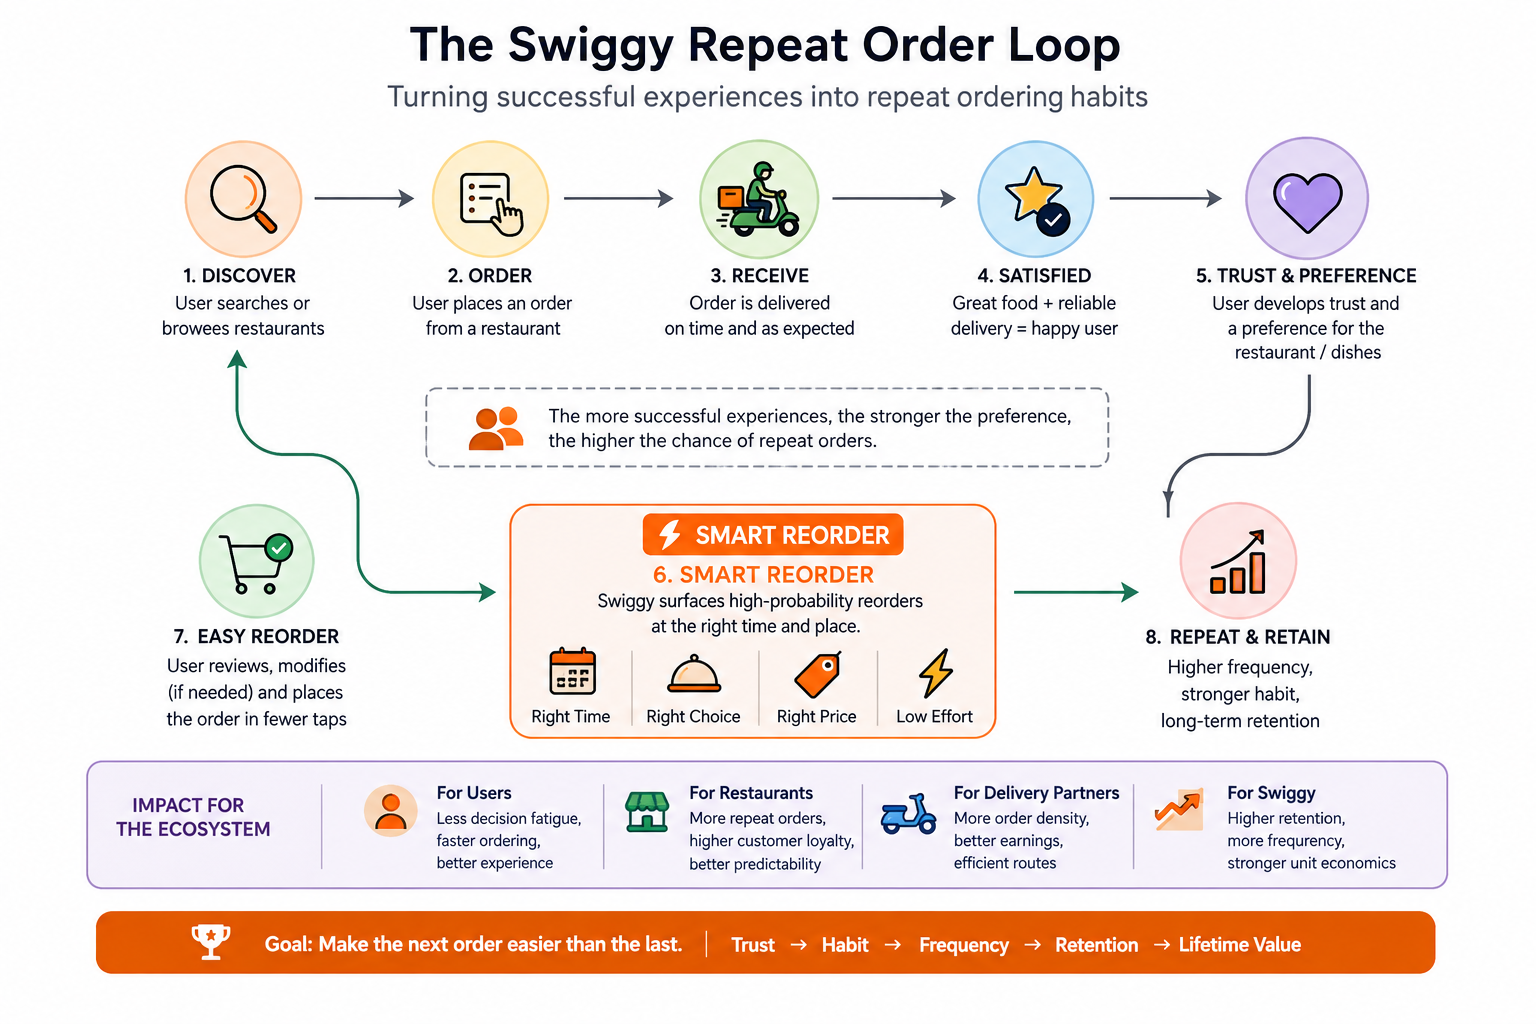 The Swiggy Repeat Order Loop
Turning successful experiences into repeat ordering habits
1. DISCOVER
User searches or
browees restaurants
2. ORDER
User places an order
from a restaurant
3. RECEIVE
Order is delivered
on time and as expected
4. SATISFIED
Great food + reliable
delivery = happy user
5. TRUST & PREFERENCE
User develops trust and
a preference for the
restaurant / dishes
The more successful experiences, the stronger the preference,
the higher the chance of repeat orders.
SMART REORDER
6. SMART REORDER
Swiggy surfaces high-probability reorders
at the right time and place.
Right Time
Right Choice
Right Price
Low Effort
7. EASY REORDER
User reviews, modifies
(if needed) and places
the order in fewer taps
8. REPEAT & RETAIN
Higher frequency,
stronger habit,
long-term retention
IMPACT FOR
THE ECOSYSTEM
For Users
Less decision fatigue,
faster ordering,
better experience
For Restaurants
More repeat orders,
higher customer loyalty,
better predictability
For Delivery Partners
More order density,
better earnings,
efficient routes
For Swiggy
Higher retention,
more frequrency,
stronger unit economics
Goal: Make the next order easier than the last.
Trust → Habit → Frequency → Retention → Lifetime Value